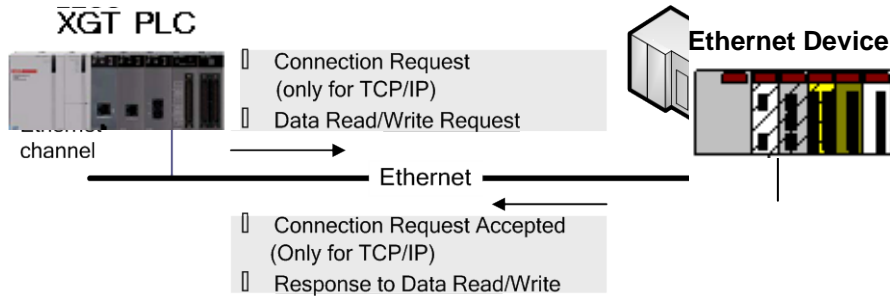 XGT PLC
Connection Request
(only for TCP/IP)
Data Read/Write Request
Ethernet Device
channel
Ethernet
Connection Request Accepted
(Only for TCP/IP)
Response to Data Read/Write